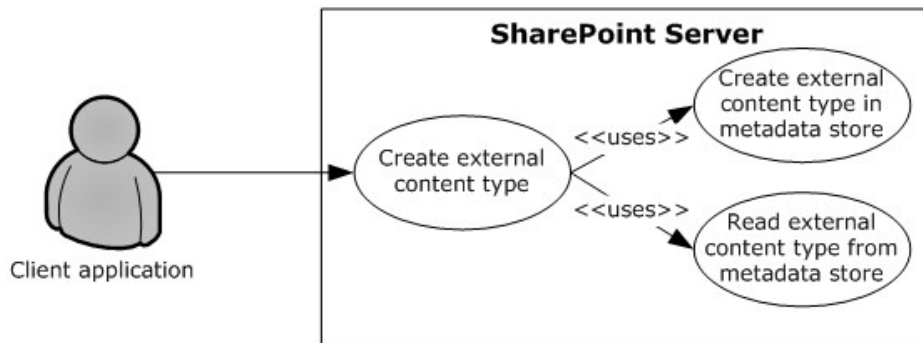 SharePoint Server
Create external
content type in
metadata store
<<uses>>
Create external
content type
<<uses>>
Read external
content type from
metadata store
Client application